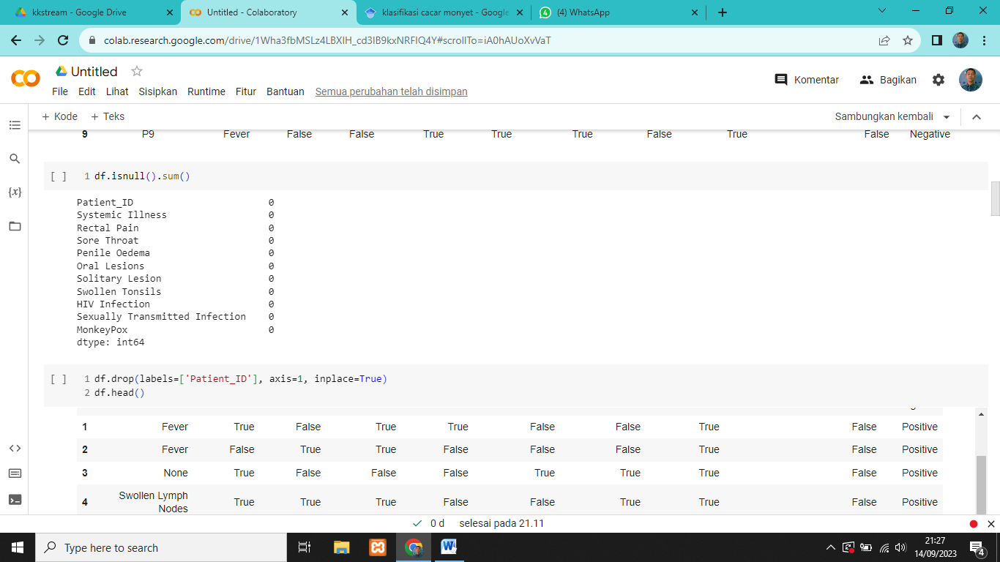 kkstream - Google Drive
Untitled - Colaboratory
klasifikasi cacar monyet - Google
(4) WhatsApp
colab.research.google.com/drive/1Wha3fbMSLz4LBXIH_cd3IB9kxNRFIQ4Y#scrollTo=iA0hAUoXvVaT
CO Untitled
Komentar Bagikan
File Edit Lihat Sisipkan Runtime Fitur Bantuan Semua perubahan telah disimpan
+ Kode + Teks Sambungkan kembali
9 P9 Fever False False True True True False True False Negative
[ ] 1 df.isnull().sum()
{x}
Patient_ID 0
Systemic Illness 0
Rectal Pain 0
Sore Throat 0
Penile Oedema 0
Oral Lesions 0
Solitary Lesion 0
Swollen Tonsils 0
HIV Infection 0
Sexually Transmitted Infection 0
MonkeyPox 0
dtype: int64
[ ] 1 df.drop(labels=['Patient_ID'], axis=1, inplace=True)
2 df.head()
1 Fever True False True True False False True False Positive
2 Fever False True True False False False True False Positive
3 None True False False False True True True False Positive
4 Swollen Lymph Nodes True True True False False True True False Positive
0 d selesai pada 21.11
Type here to search
21:27
14/09/2023
4